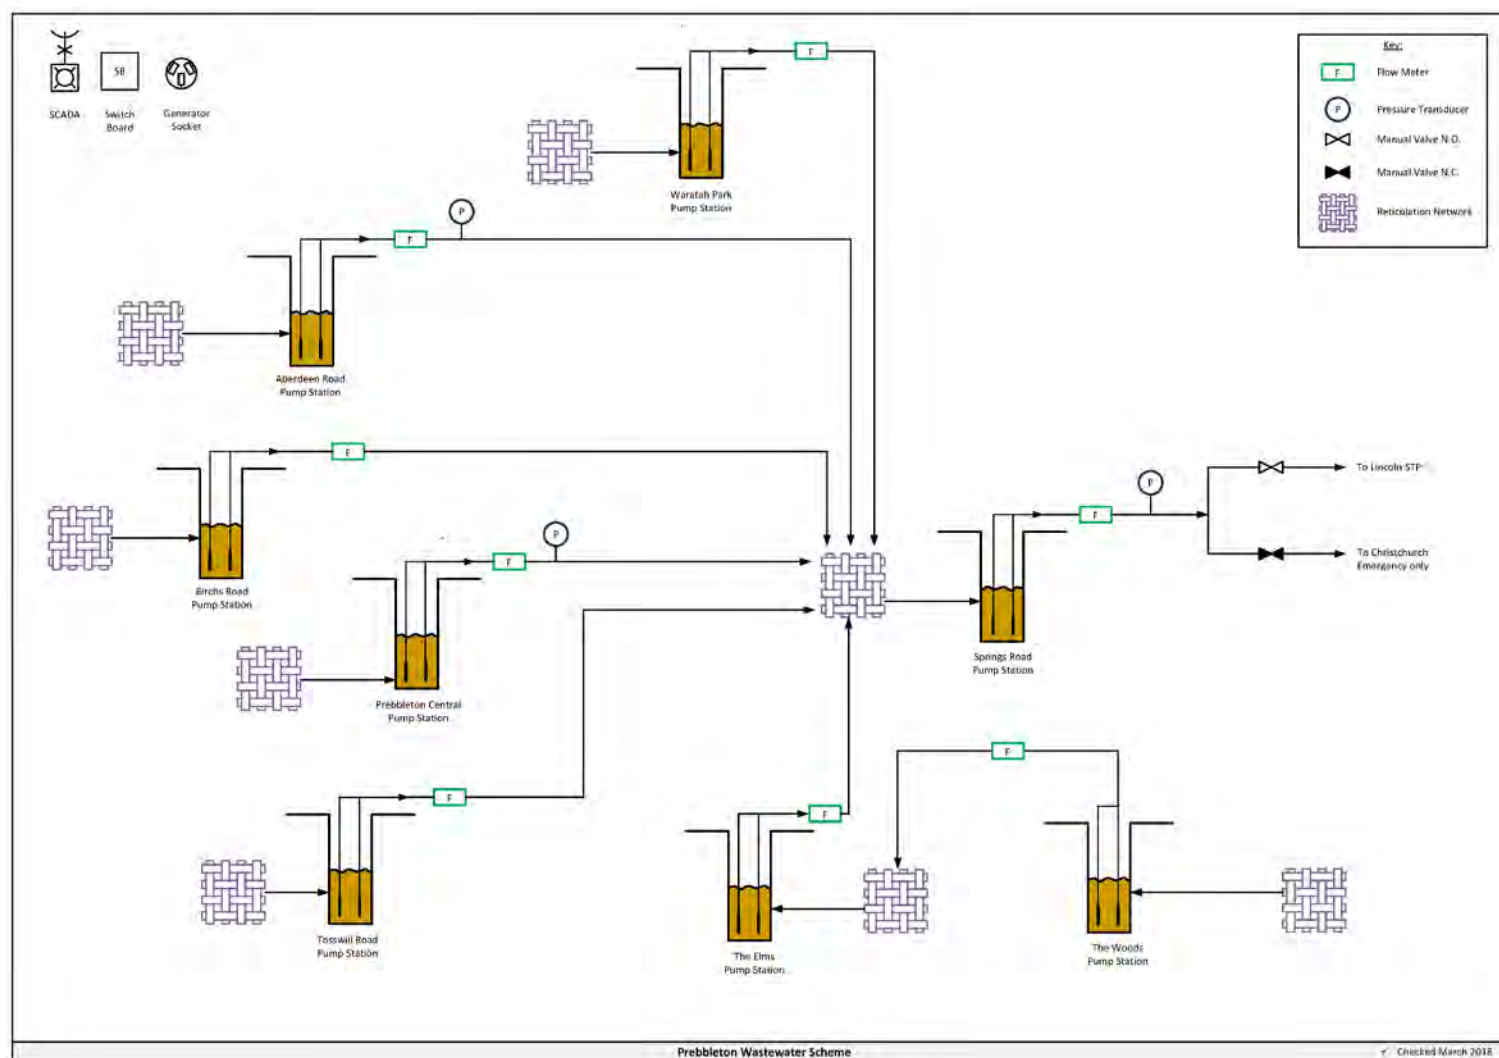 SCADA
SB
Switch
Board
Generator
Socket
F
Waratah Park
Pump Station
Key:
F
Flow Meter
P
Pressure Transducer
Manual Valve N.O.
Manual Valve N.C.
Reticulation Network
F
P
Aberdeen Road
Pump Station
F
Birchs Road
Pump Station
F
P
Prebbleton Central
Pump Station
F
P
To Lincoln STP
To Christchurch
Emergency only
Springs Road
Pump Station
F
Tosswill Road
Pump Station
F
The Elms
Pump Station
F
The Woods
Pump Station
Prebbleton Wastewater Scheme
Checked March 2018